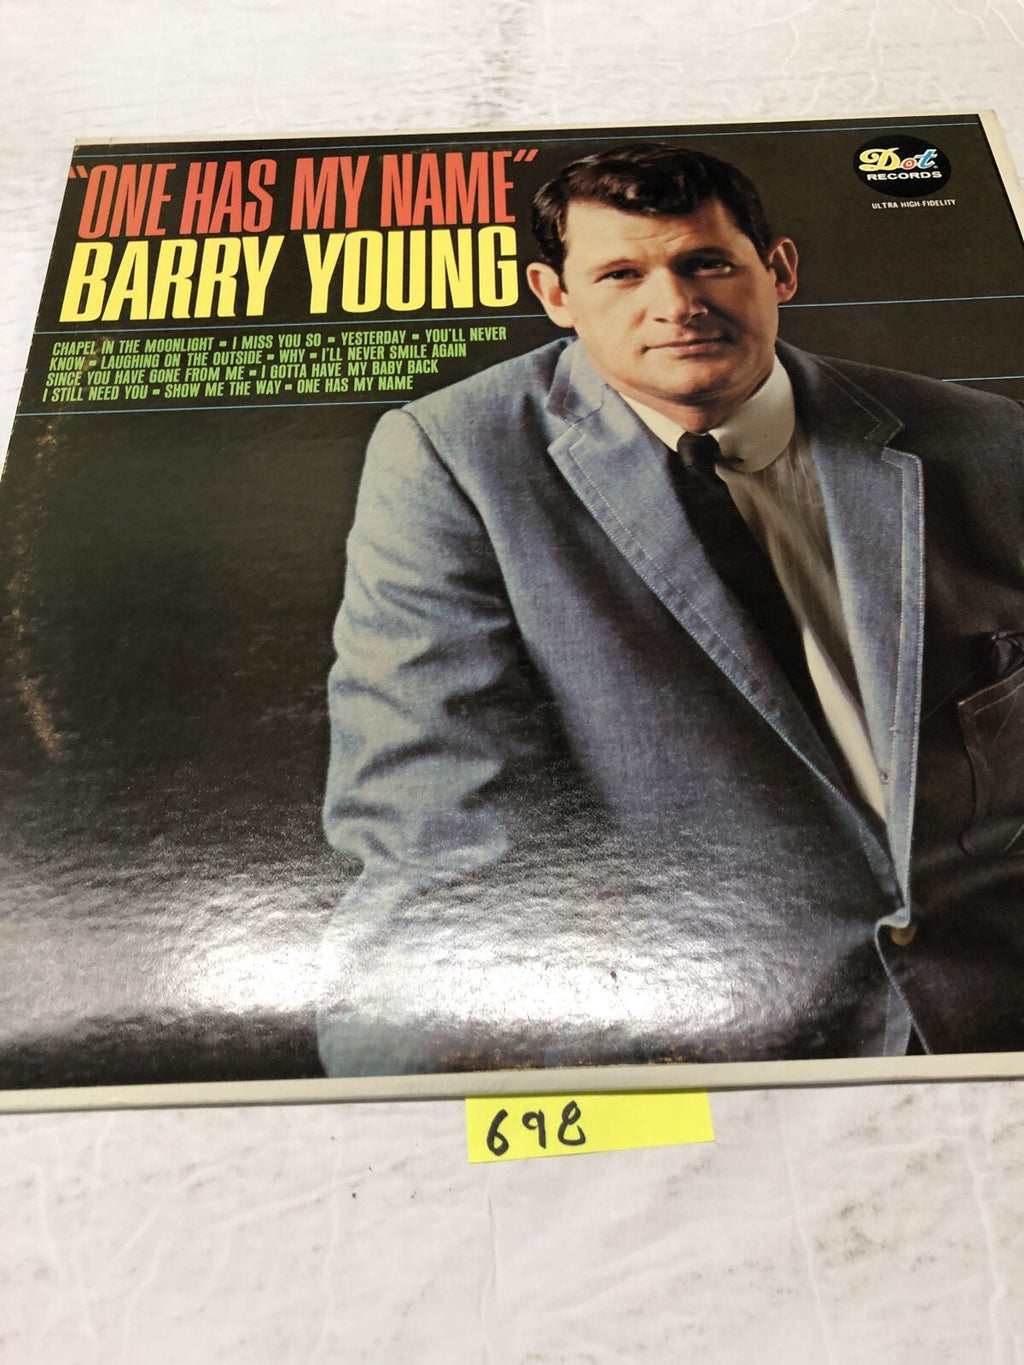 "ONE HAS MY NAME"
BARRY YOUNG
CHAPEL IN THE MOONLIGHT - I MISS YOU SO - YESTERDAY - YOU'LL NEVER
KNOW - LAUGHING ON THE OUTSIDE - WHY - I'LL NEVER SMILE AGAIN
SINCE YOU HAVE GONE FROM ME - I GOTTA HAVE MY BABY BACK
I STILL NEED YOU - SHOW ME THE WAY - ONE HAS MY NAME
Dot
RECORDS
ULTRA HIGH-FIDELITY
698